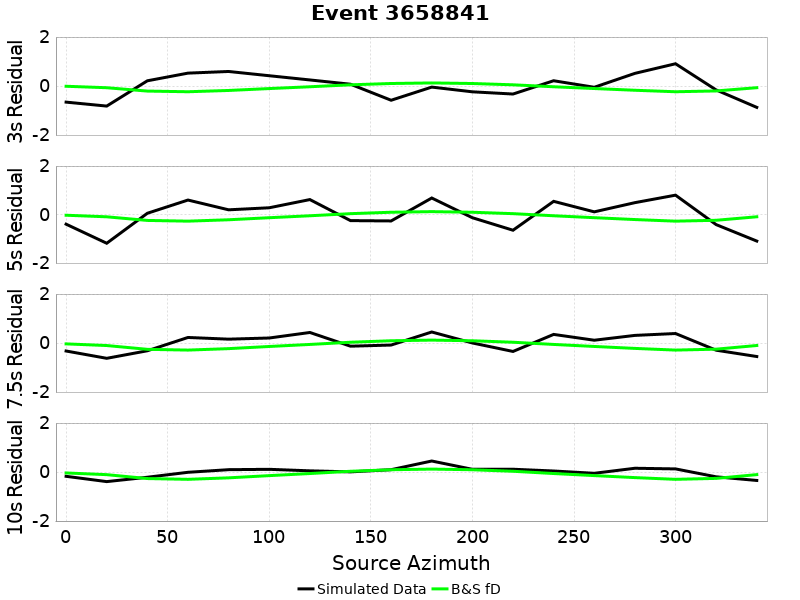 Event 3658841
3s Residual
2
0
-2
5s Residual
2
0
-2
7.5s Residual
2
0
-2
10s Residual
2
0
-2
0 50 100 150 200 250 300
Source Azimuth
Simulated Data B&S fD